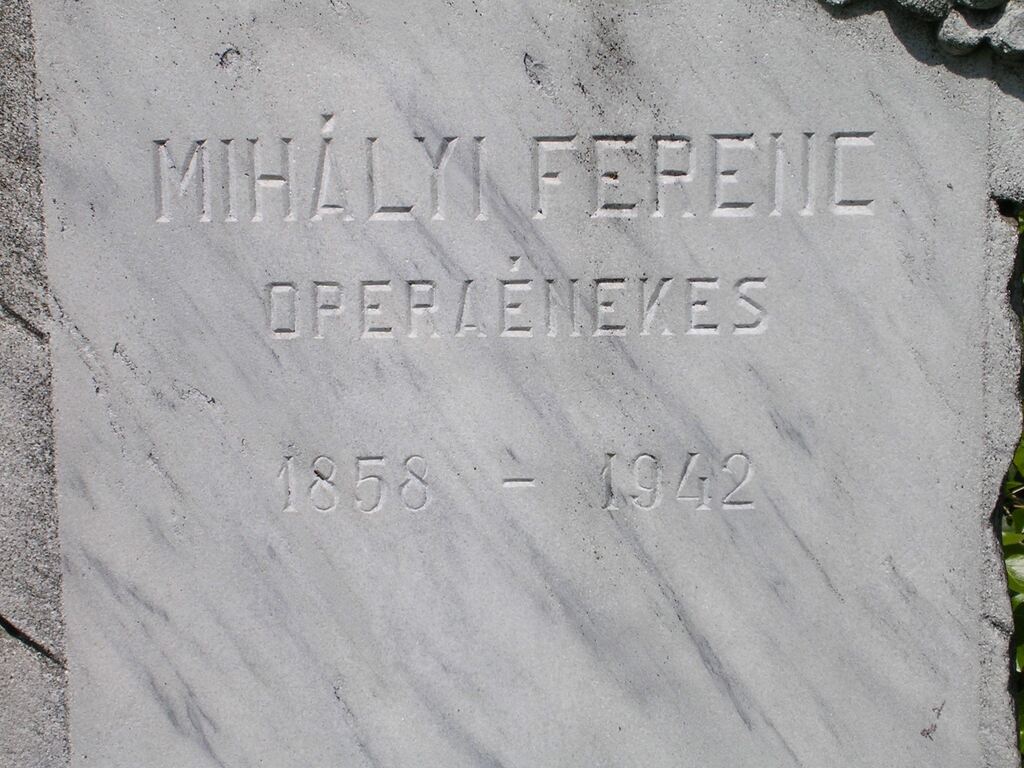 MIHÁLYI FERENC
OPERAÉNEKES
1858 - 1942